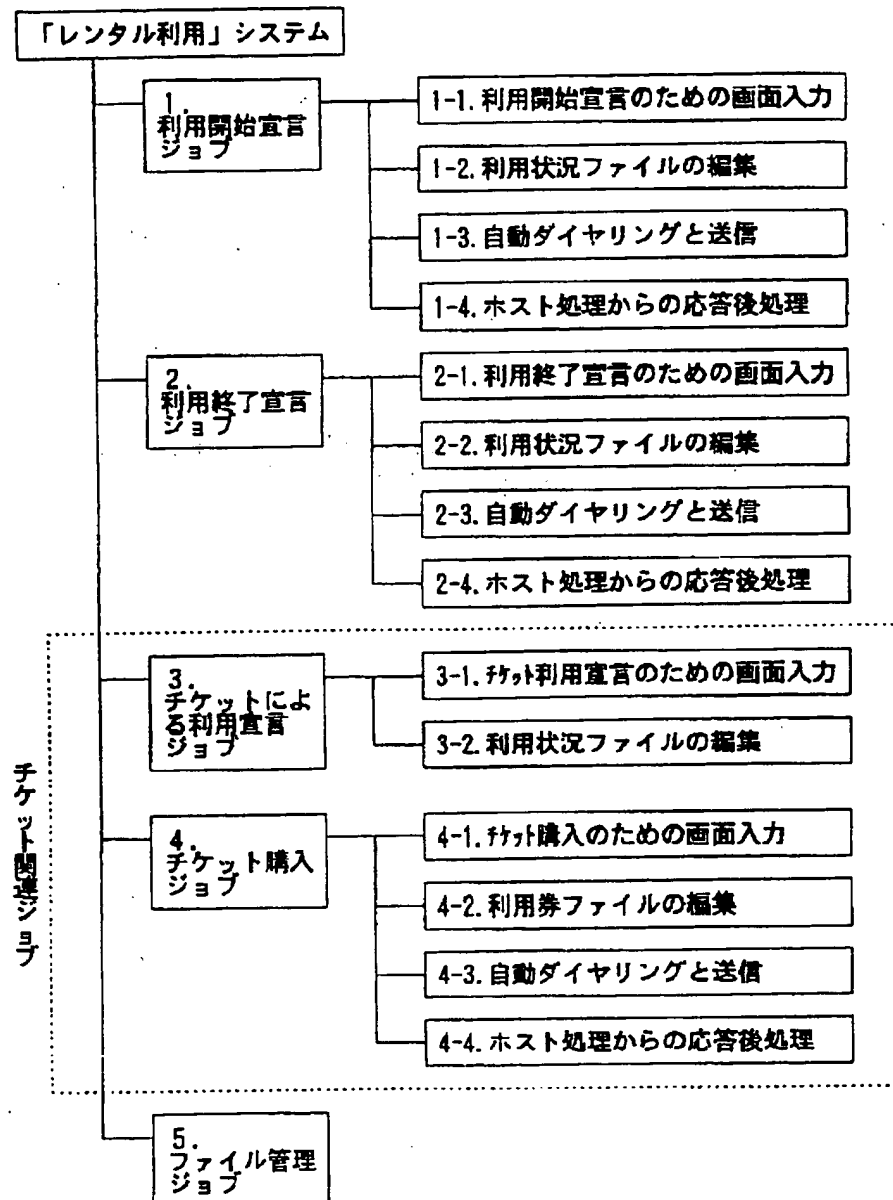 「レンタル利用」システム
1.
利用開始宣言
ジョブ
1-1.利用開始宣言のための画面入力
1-2.利用状況ファイルの編集
1-3.自動ダイヤリングと送信
1-4.ホスト処理からの応答後処理
2.
利用終了宣言
ジョブ
2-1.利用終了宣言のための画面入力
2-2.利用状況ファイルの編集
2-3.自動ダイヤリングと送信
2-4.ホスト処理からの応答後処理
チケット関連ジョブ
3.
チケットによ
る利用宣言
ジョブ
3-1.ﾁｹｯﾄ利用宣言のための画面入力
3-2.利用状況ファイルの編集
4.
チケット購入
ジョブ
4-1.ﾁｹｯﾄ購入のための画面入力
4-2.利用券ファイルの編集
4-3.自動ダイヤリングと送信
4-4.ホスト処理からの応答後処理
5.
ファイル管理
ジョブ